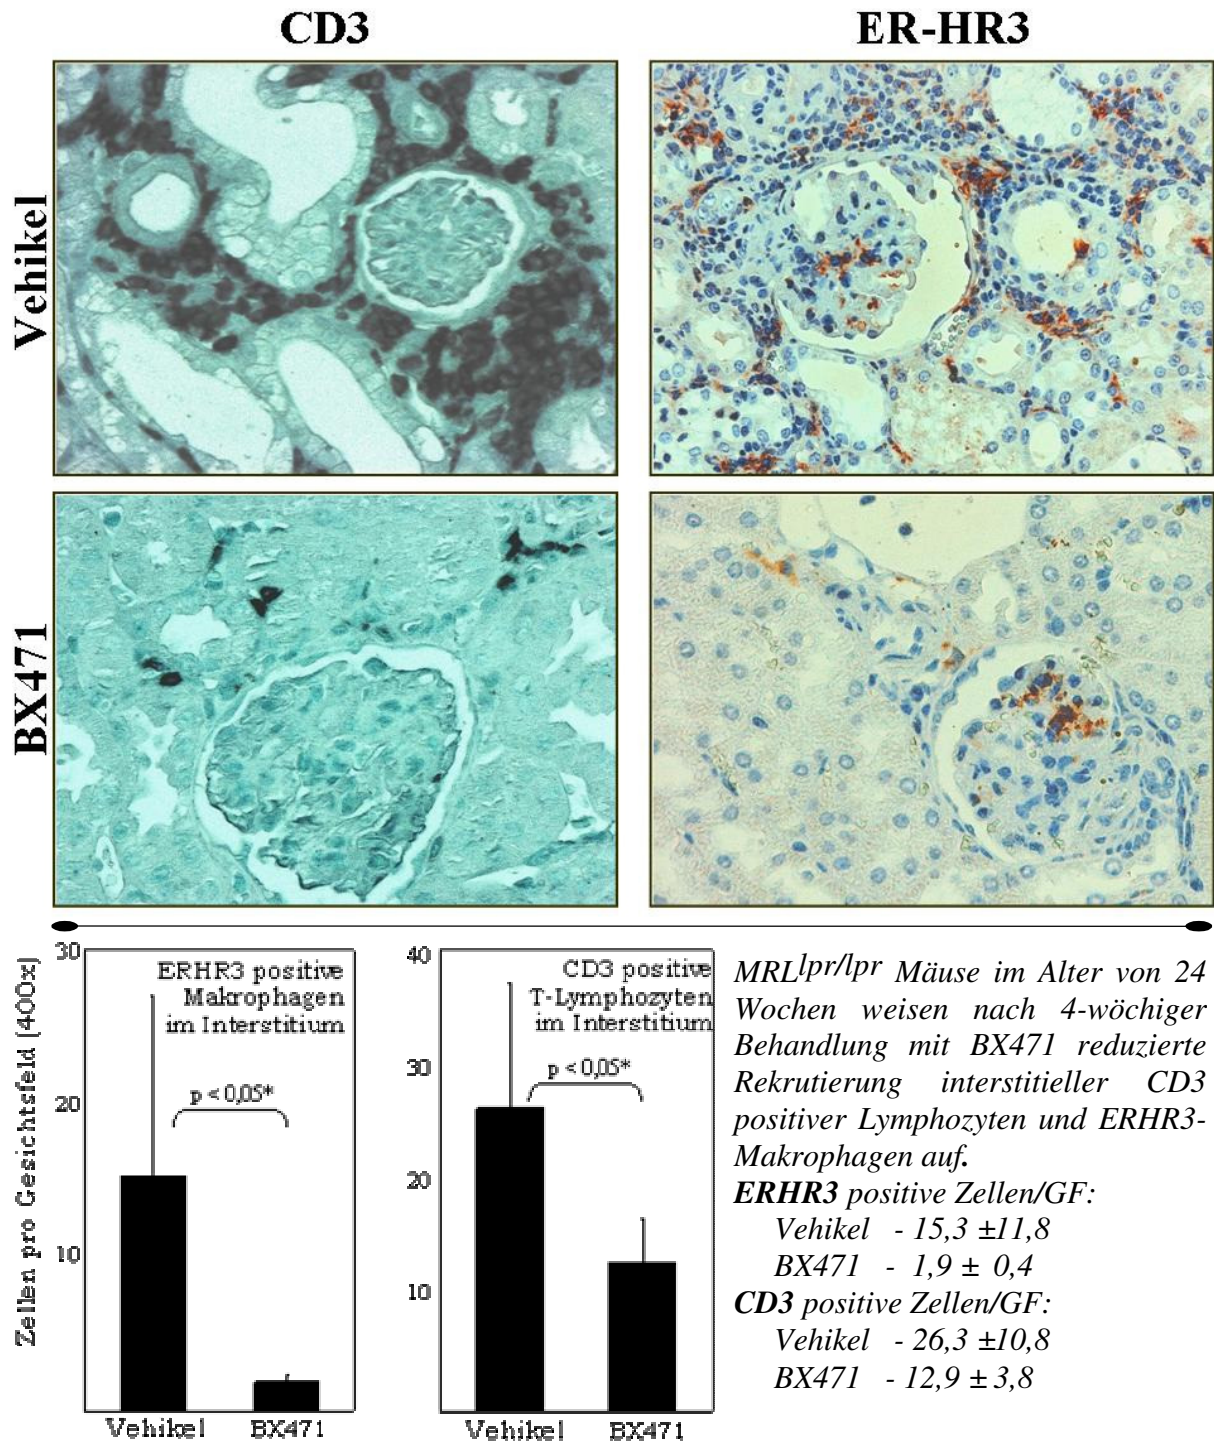 CD3
ER-HR3
Vehikel
BX471
Zellen pro Gesichtsfeld [400x]
30
20
10
ERHR3 positive
Makrophagen
im Interstitium
p < 0,05*
Vehikel
BX471
40
30
20
10
CD3 positive
T-Lymphozyten
im Interstitium
p < 0,05*
Vehikel
BX471
MRLlpr/lpr Mäuse im Alter von 24
Wochen weisen nach 4-wöchiger
Behandlung mit BX471 reduzierte
Rekrutierung interstitieller CD3
positiver Lymphozyten und ERHR3-
Makrophagen auf.
ERHR3 positive Zellen/GF:
Vehikel - 15,3 ±11,8
BX471 - 1,9 ± 0,4
CD3 positive Zellen/GF:
Vehikel - 26,3 ±10,8
BX471 - 12,9 ± 3,8